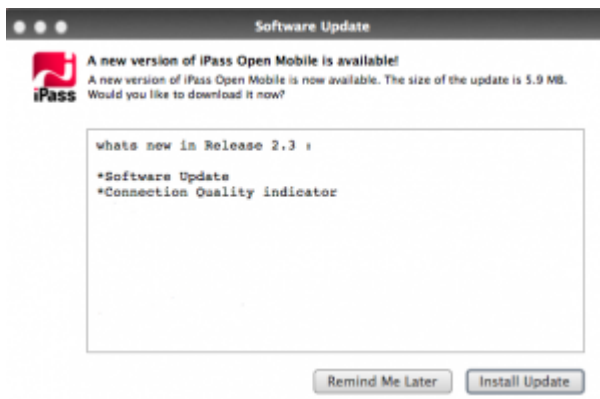 Software Update
A new version of iPass Open Mobile is available!
A new version of iPass Open Mobile is now available. The size of the update is 5.9 MB.
iPass
Would you like to download it now?
whats new in Release 2.3 :
*Software Update
*Connection Quality indicator
Remind Me Later
Install Update